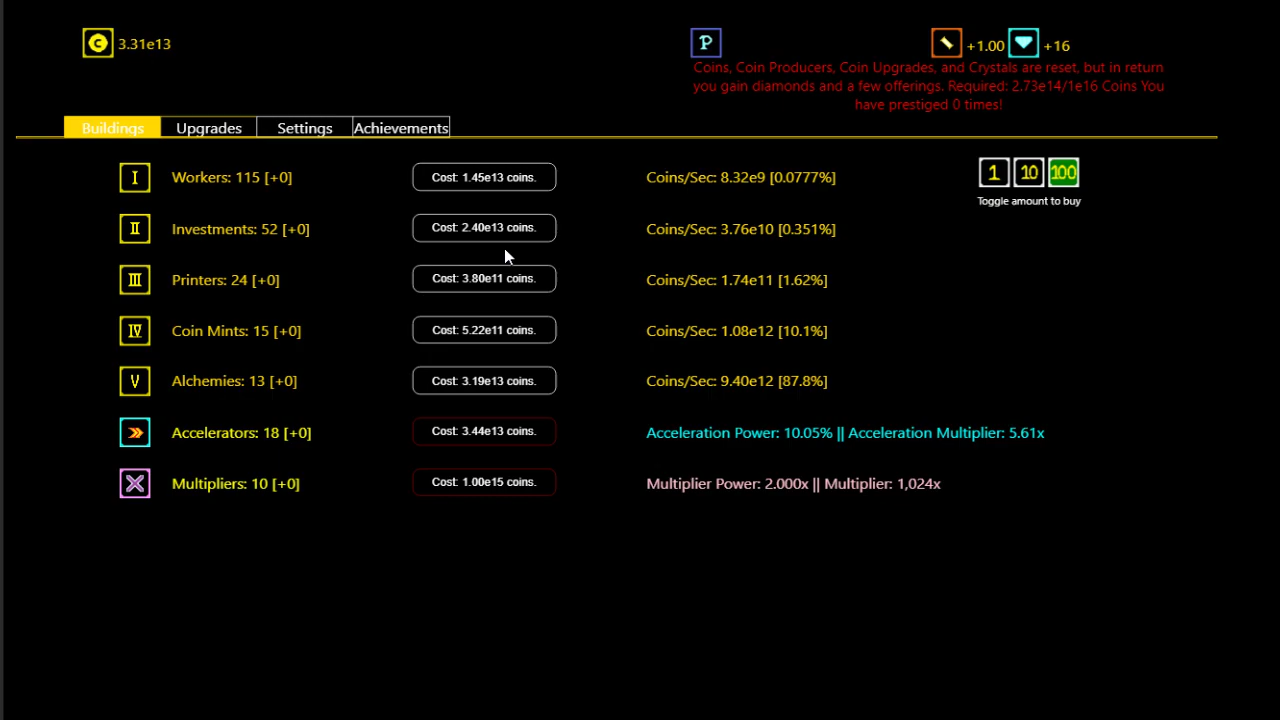 C 3.31e13
P
+1.00 +16
Coins, Coin Producers, Coin Upgrades, and Crystals are reset, but in return
you gain diamonds and a few offerings. Required: 2.73e14/1e16 Coins You
have prestiged 0 times!
Buildings Upgrades Settings Achievements
I Workers: 115 [+0] Cost: 1.45e13 coins. Coins/Sec: 8.32e9 [0.0777%] 1 10 100
Toggle amount to buy
II Investments: 52 [+0] Cost: 2.40e13 coins. Coins/Sec: 3.76e10 [0.351%]
III Printers: 24 [+0] Cost: 3.80e11 coins. Coins/Sec: 1.74e11 [1.62%]
IV Coin Mints: 15 [+0] Cost: 5.22e11 coins. Coins/Sec: 1.08e12 [10.1%]
V Alchemies: 13 [+0] Cost: 3.19e13 coins. Coins/Sec: 9.40e12 [87.8%]
Accelerators: 18 [+0] Cost: 3.44e13 coins. Acceleration Power: 10.05% || Acceleration Multiplier: 5.61x
Multipliers: 10 [+0] Cost: 1.00e15 coins. Multiplier Power: 2.000x || Multiplier: 1,024x